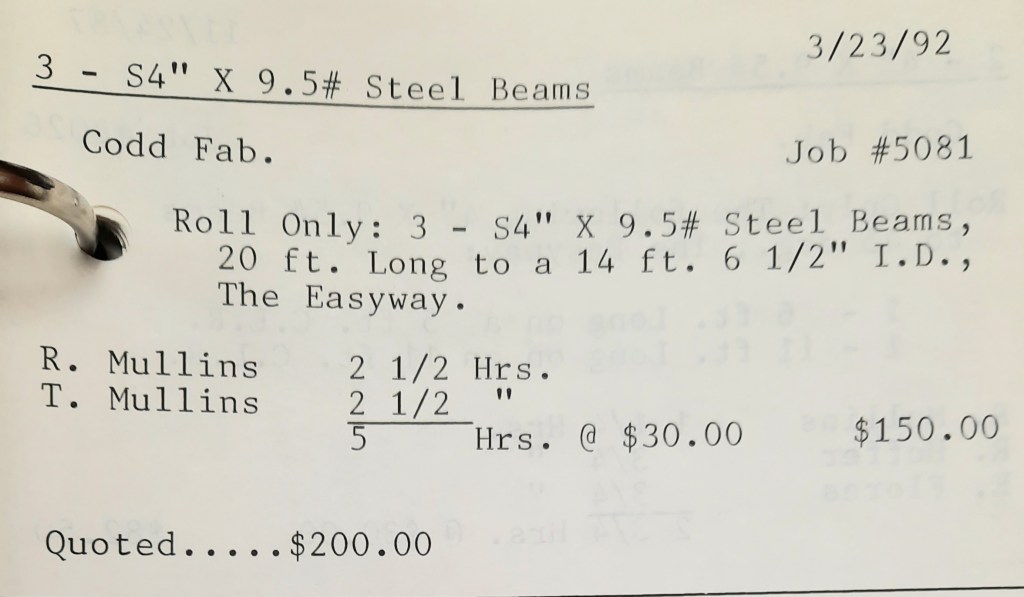 3/23/92
3 - S4" X 9.5# Steel Beams
Codd Fab. Job #5081
Roll Only: 3 - S4" X 9.5# Steel Beams,
20 ft. Long to a 14 ft. 6 1/2" I.D.,
The Easyway.
R. Mullins 2 1/2 Hrs.
T. Mullins 2 1/2 "
5 Hrs. @ $30.00 $150.00
Quoted.....$200.00